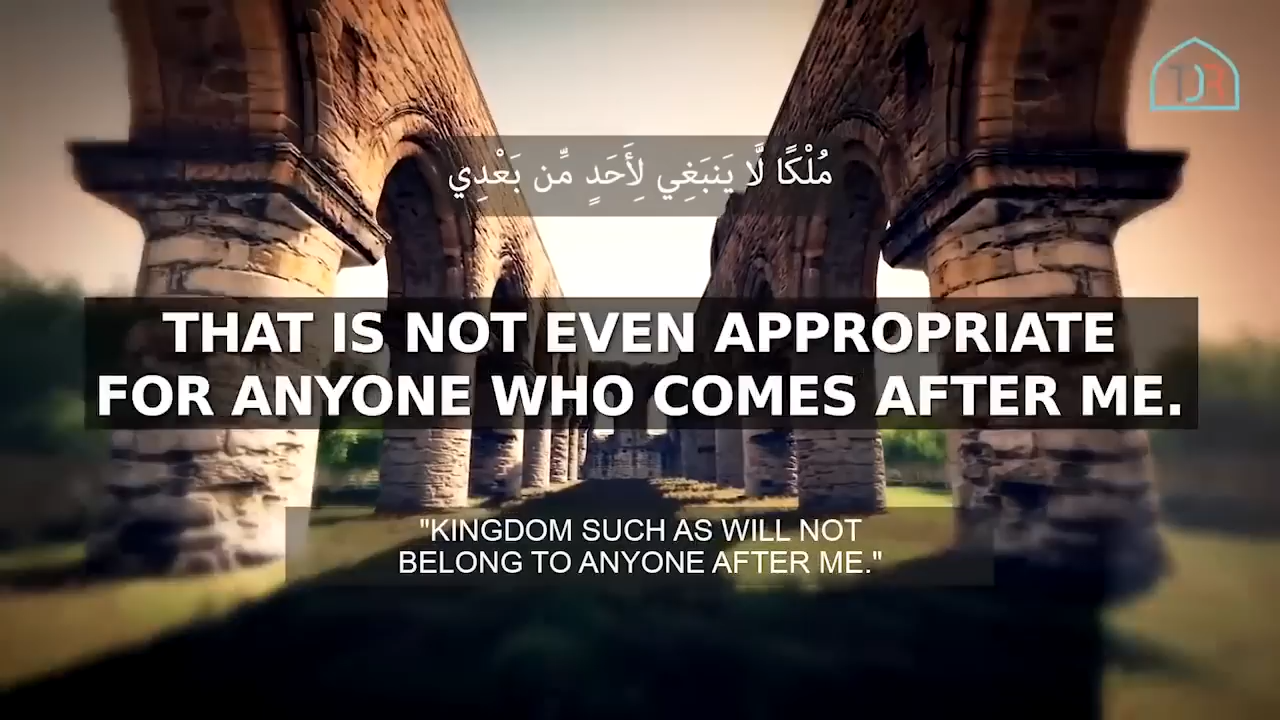 TJR
مُلْكًا لَّا يَنبَغِي لِأَحَدٍ مِّن بَعْدِي
THAT IS NOT EVEN APPROPRIATE
FOR ANYONE WHO COMES AFTER ME.
"KINGDOM SUCH AS WILL NOT
BELONG TO ANYONE AFTER ME."